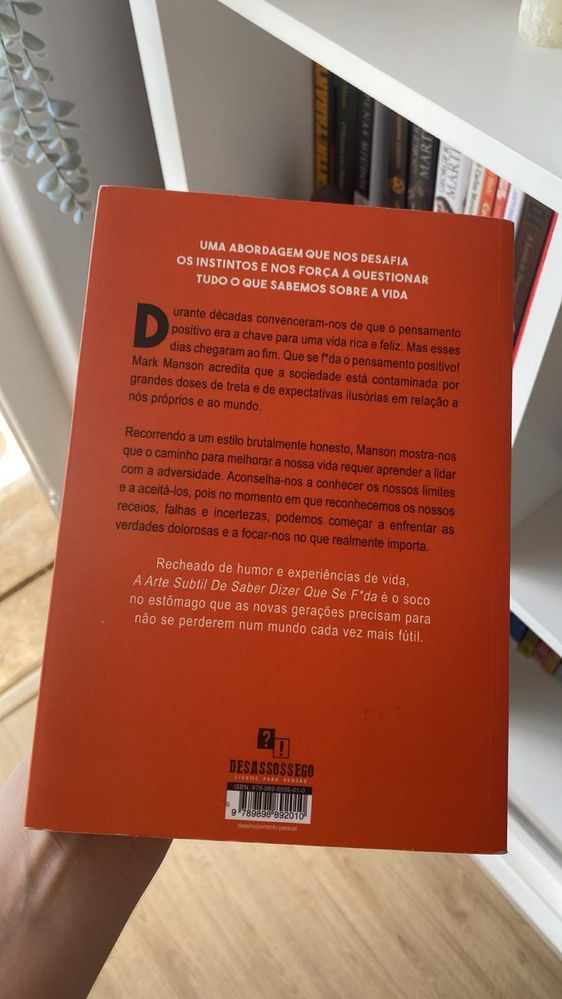 UMA ABORDAGEM QUE NOS DESAFIA
OS INSTINTOS E NOS FORÇA A QUESTIONAR
TUDO O QUE SABEMOS SOBRE A VIDA
Durante décadas convenceram-nos de que o pensamento
positivo era a chave para uma vida rica e feliz. Mas esses
dias chegaram ao fim. Que se f*da o pensamento positivo!
Mark Manson acredita que a sociedade está contaminada por
grandes doses de treta e de expectativas ilusórias em relação a
nós próprios e ao mundo.
Recorrendo a um estilo brutalmente honesto, Manson mostra-nos
que o caminho para melhorar a nossa vida requer aprender a lidar
com a adversidade. Aconselha-nos a conhecer os nossos limites
e a aceitá-los, pois no momento em que reconhecemos os nossos
receios, falhas e incertezas, podemos começar a enfrentar as
verdades dolorosas e a focar-nos no que realmente importa.
Recheado de humor e experiências de vida,
A Arte Subtil De Saber Dizer Que Se F*da é o soco
no estômago que as novas gerações precisam para
não se perderem num mundo cada vez mais fútil.
?!
DESASSOSSEGO
LIVROS PARA PENSAR
ISBN: 978-989-8892-01-0
9 789898 892010
desenvolvimento pessoal